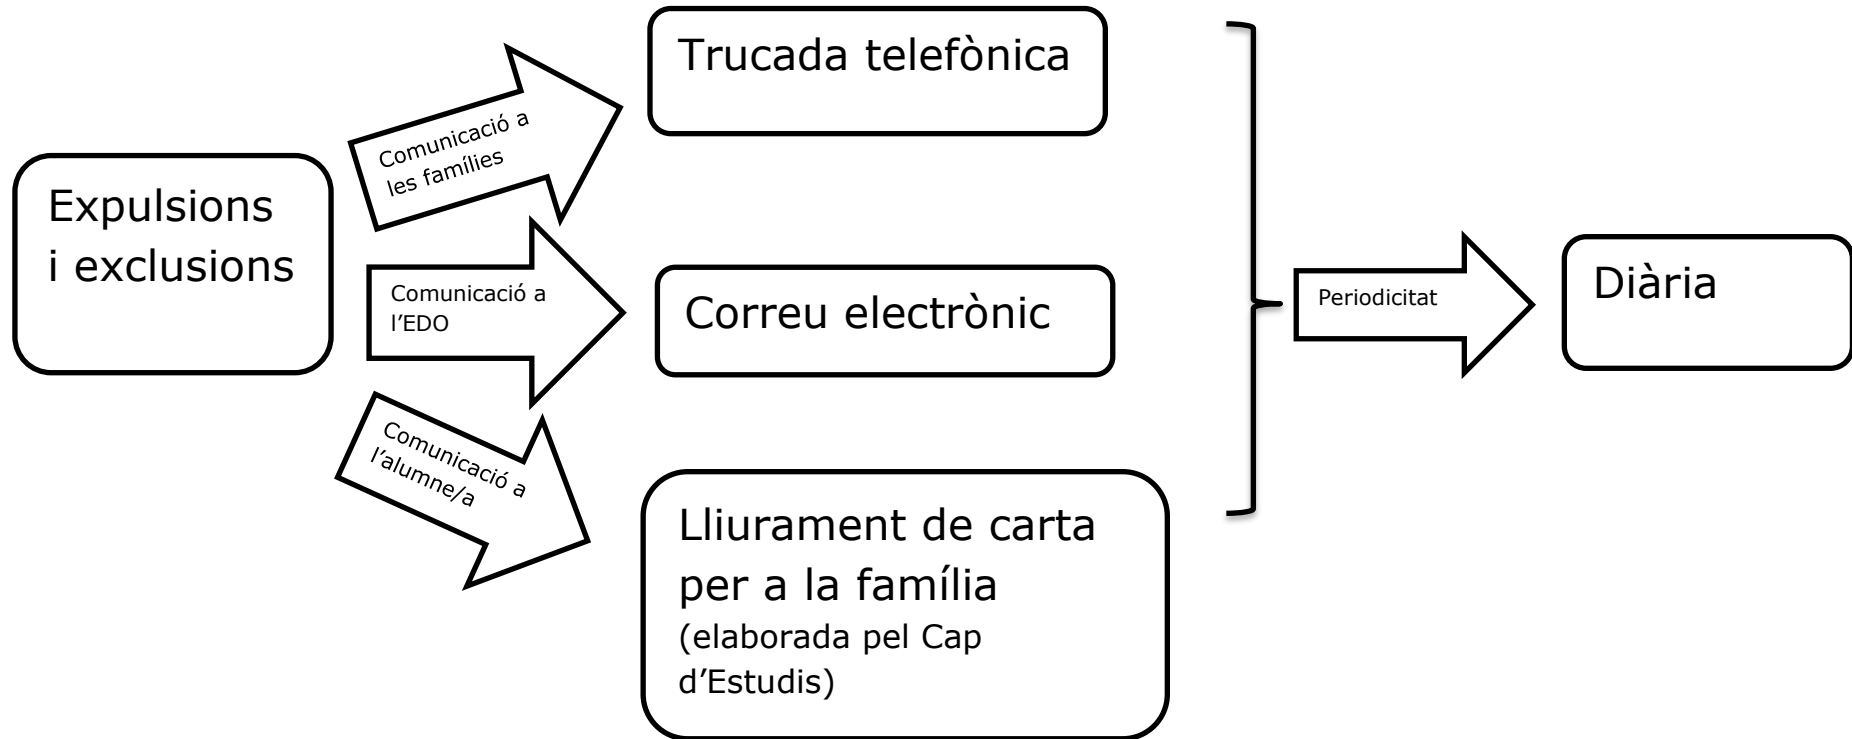 Expulsions
i exclusions
Comunicació a
les famílies
Trucada telefònica
Comunicació a
l’EDO
Correu electrònic
Comunicació a
l’alumne/a
Lliurament de carta
per a la família
(elaborada pel Cap
d’Estudis)
Periodicitat
Diària